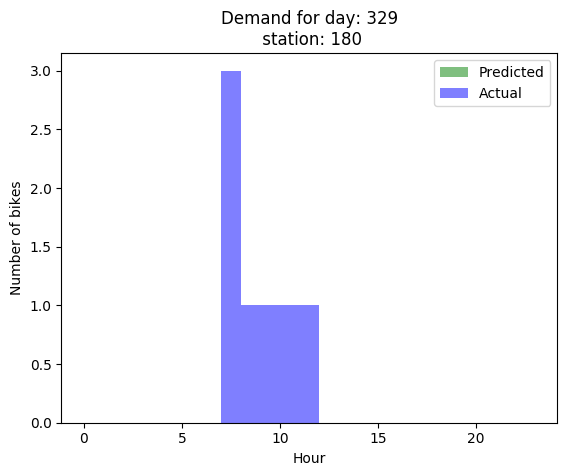 Demand for day: 329
station: 180
Predicted
Actual
Number of bikes
3.0
2.5
2.0
1.5
1.0
0.5
0.0
0 5 10 15 20
Hour